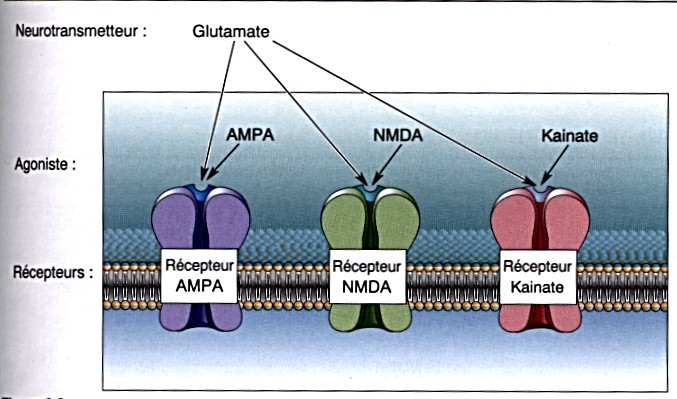 Neurotransmetteur : Glutamate
AMPA NMDA Kainate
Agoniste :
Récepteurs :
Récepteur
AMPA
Récepteur
NMDA
Récepteur
Kainate